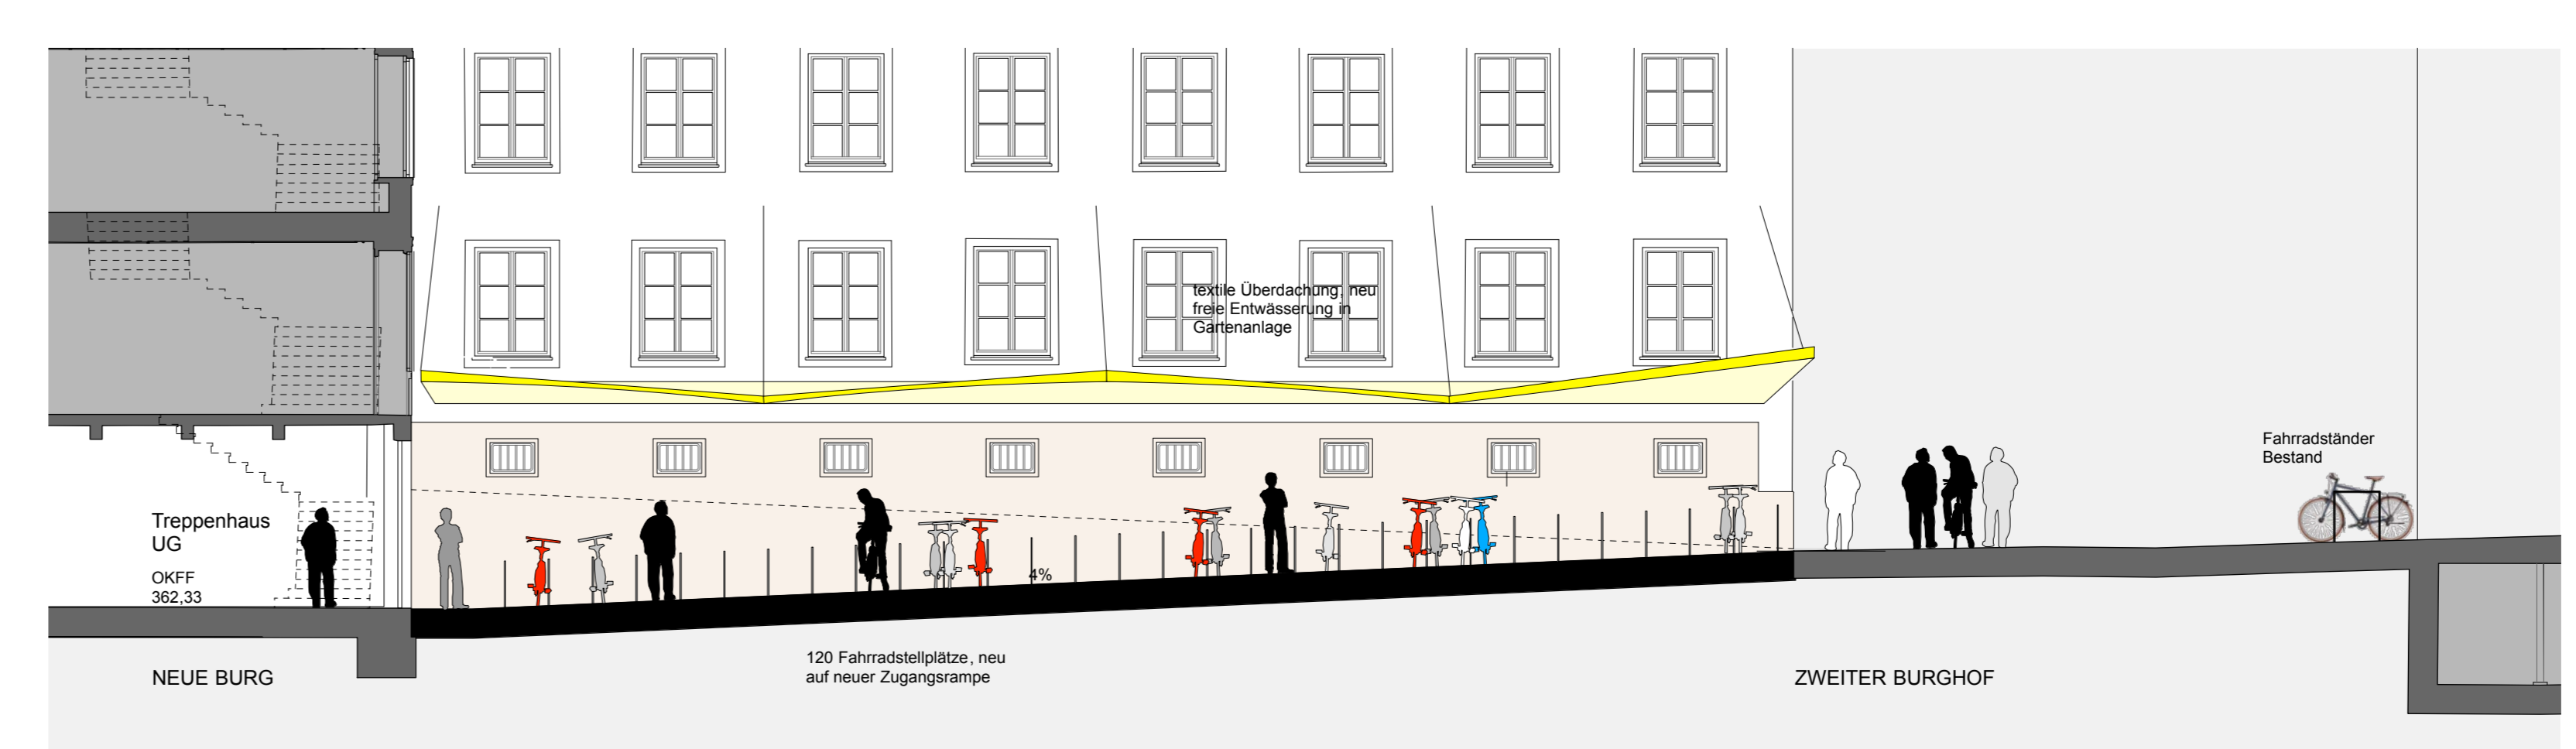 textile Überdachung, neu
freie Entwässerung in
Gartenanlage
Fahrradständer
Bestand
Treppenhaus
UG
OKFF
362,33
4%
120 Fahrradstellplätze, neu
auf neuer Zugangsrampe
NEUE BURG
ZWEITER BURGHOF